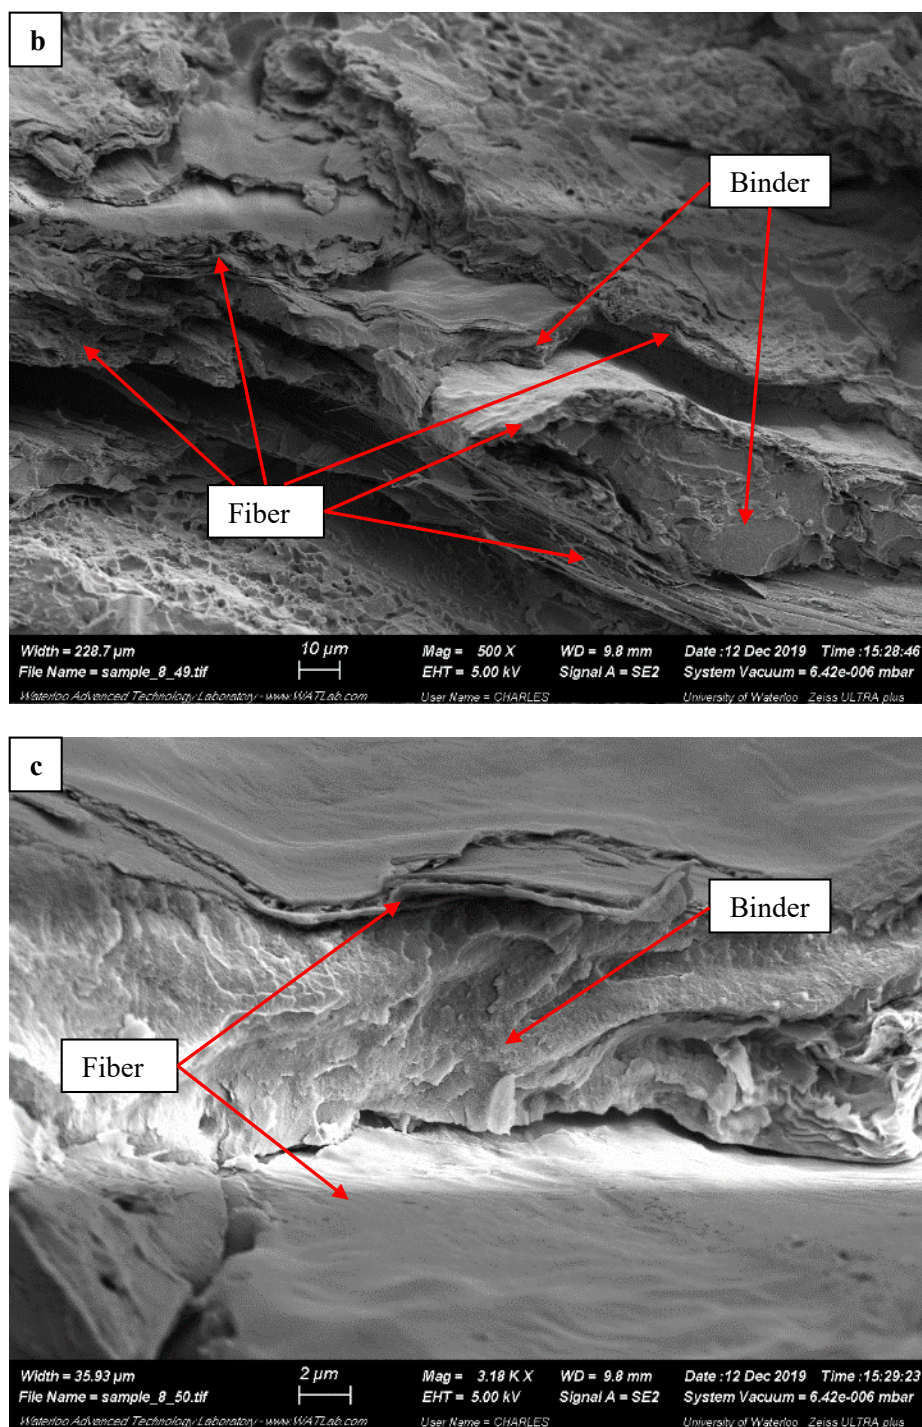 b
Binder
Fiber
Width = 228.7 µm
File Name = sample_8_49.tif
10 µm
Mag = 500 X
EHT = 5.00 kV
WD = 9.8 mm
Signal A = SE2
Date :12 Dec 2019 Time :15:28:46
System Vacuum = 6.42e-006 mbar
Waterloo Advanced Technology Laboratory - www.WATLab.com
User Name = CHARLES
University of Waterloo Zeiss ULTRA plus
c
Binder
Fiber
Width = 35.93 µm
File Name = sample_8_50.tif
2 µm
Mag = 3.18 K X
EHT = 5.00 kV
WD = 9.8 mm
Signal A = SE2
Date :12 Dec 2019 Time :15:29:23
System Vacuum = 6.42e-006 mbar
Waterloo Advanced Technology Laboratory - www.WATLab.com
User Name = CHARLES
University of Waterloo Zeiss ULTRA plus